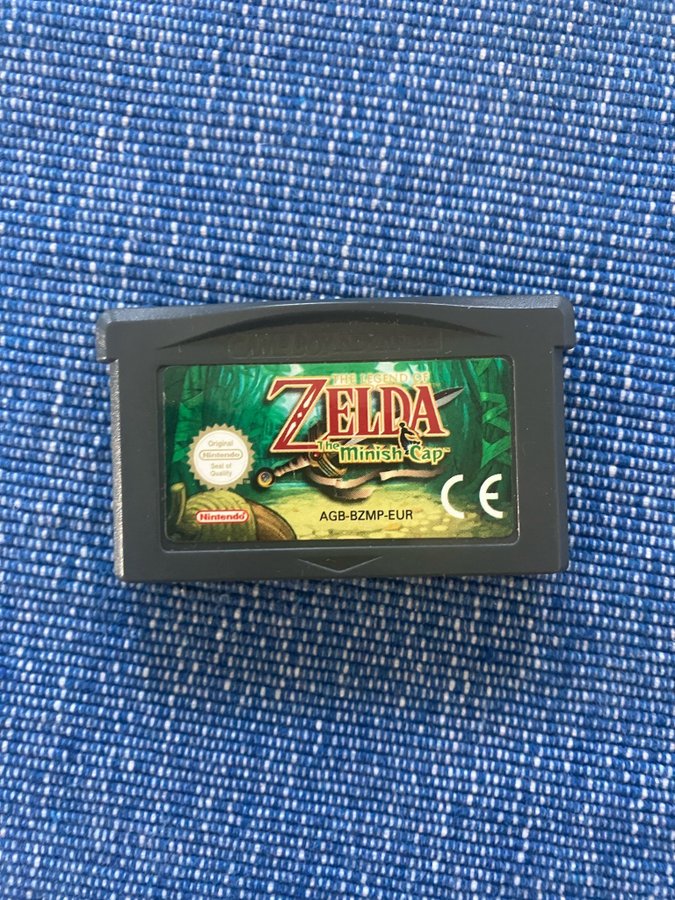 GAME BOY ADVANCE
THE LEGEND OF
ZELDA
The Minish Cap™
Original
Nintendo
Seal of
Quality
Nintendo
AGB-BZMP-EUR
CE